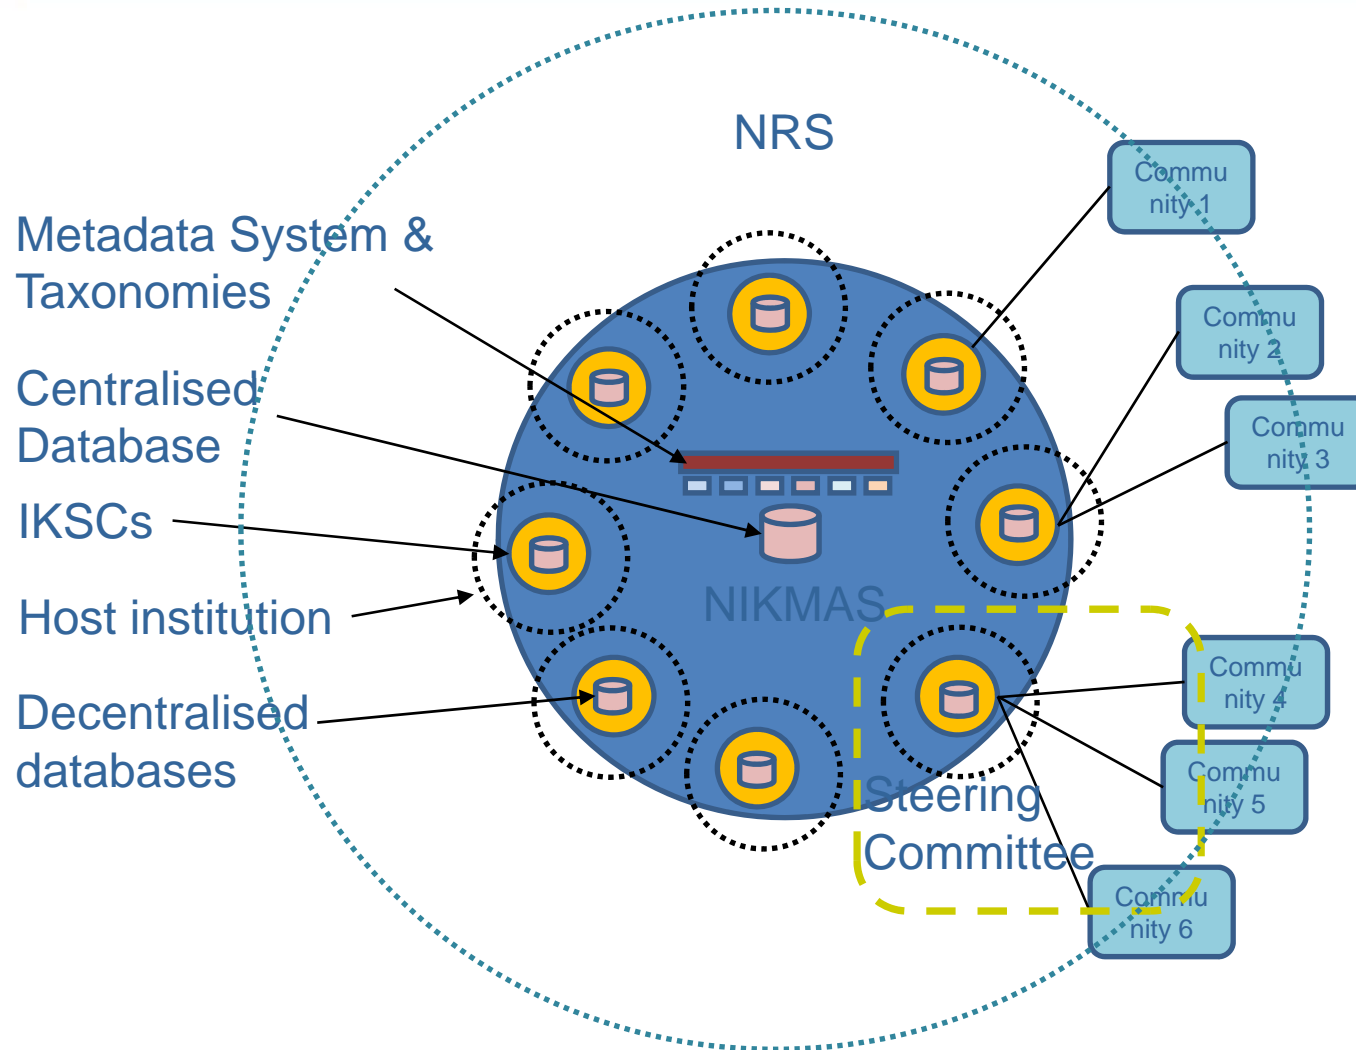 NRS
Commu
nity 1
Metadata System &
Taxonomies
Commu
nity 2
Centralised
Database
Commu
nity 3
IKSCs
NIKMAS
Host institution
Commu
nity 4
Decentralised
databases
Commu
nity 5
Steering
Committee
Commu
nity 6